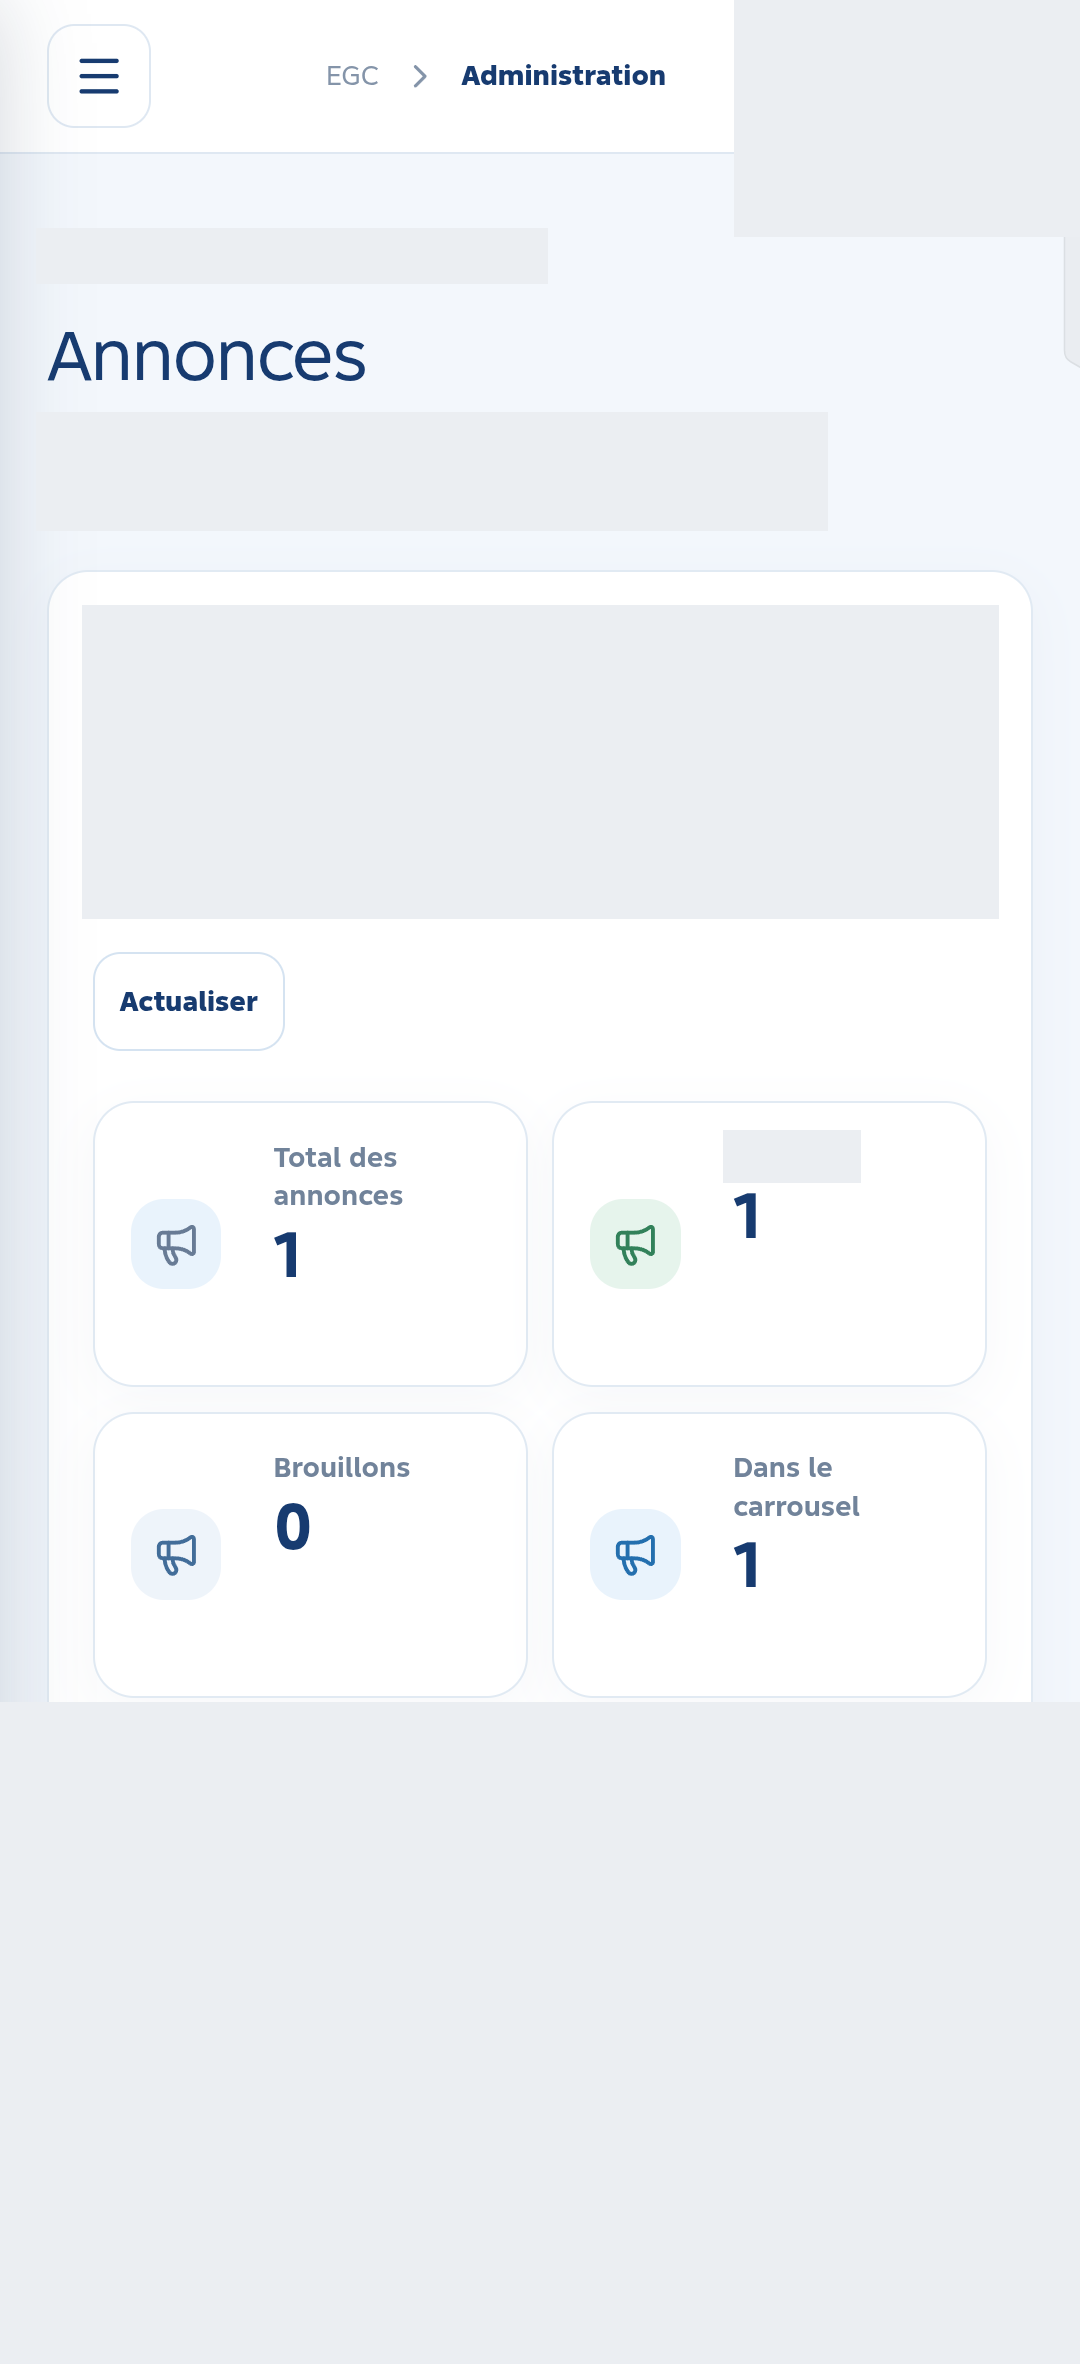 EGC > Administration
Annonces
Actualiser
Total des
annonces
1
1
Brouillons
0
Dans le
carrousel
1